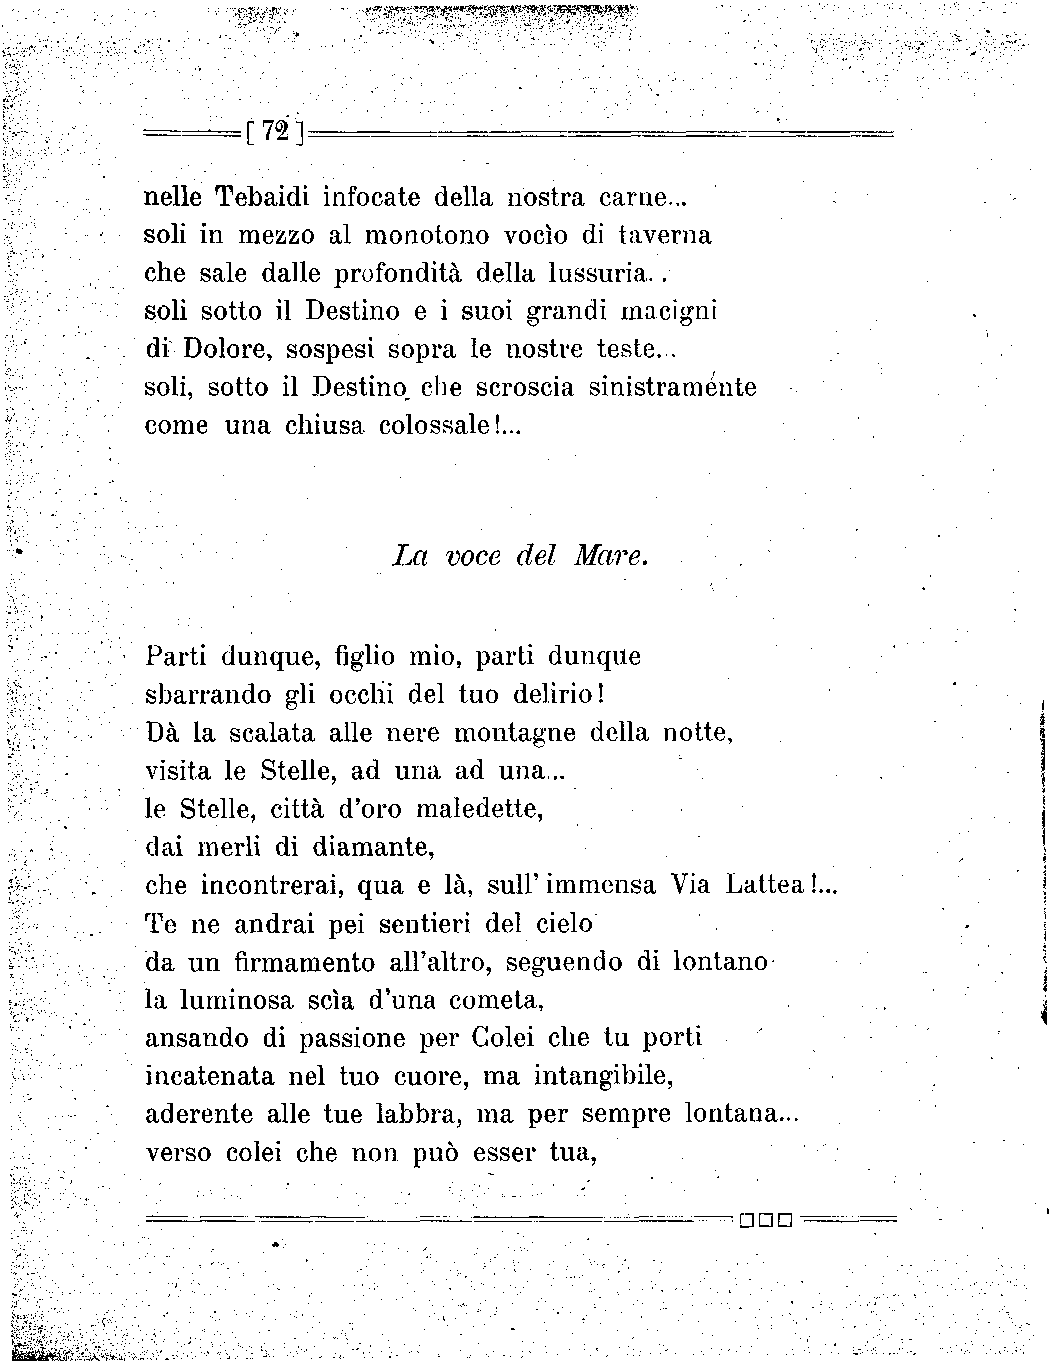 [ 72 ]
nelle Tebaidi infocate della nostra carne...
soli in mezzo al monotono vocìo di taverna
che sale dalle profondità della lussuria. .
soli sotto il Destino e i suoi grandi macigni
di Dolore, sospesi sopra le nostre teste...
soli, sotto il Destino che scroscia sinistraménte
come una chiusa colossale!...
La voce del Mare.
Parti dunque, figlio mio, parti dunque
sbarrando gli occhi del tuo delirio!
Dà la scalata alle nere montagne della notte,
visita le Stelle, ad una ad una...
le Stelle, città d'oro maledette,
dai merli di diamante,
che incontrerai, qua e là, sull' immensa Via Lattea!...
Te ne andrai pei sentieri del cielo
da un firmamento all'altro, seguendo di lontano
la luminosa scìa d'una cometa,
ansando di passione per Colei che tu porti
incatenata nel tuo cuore, ma intangibile,
aderente alle tue labbra, ma per sempre lontana...
verso colei che non può esser tua,